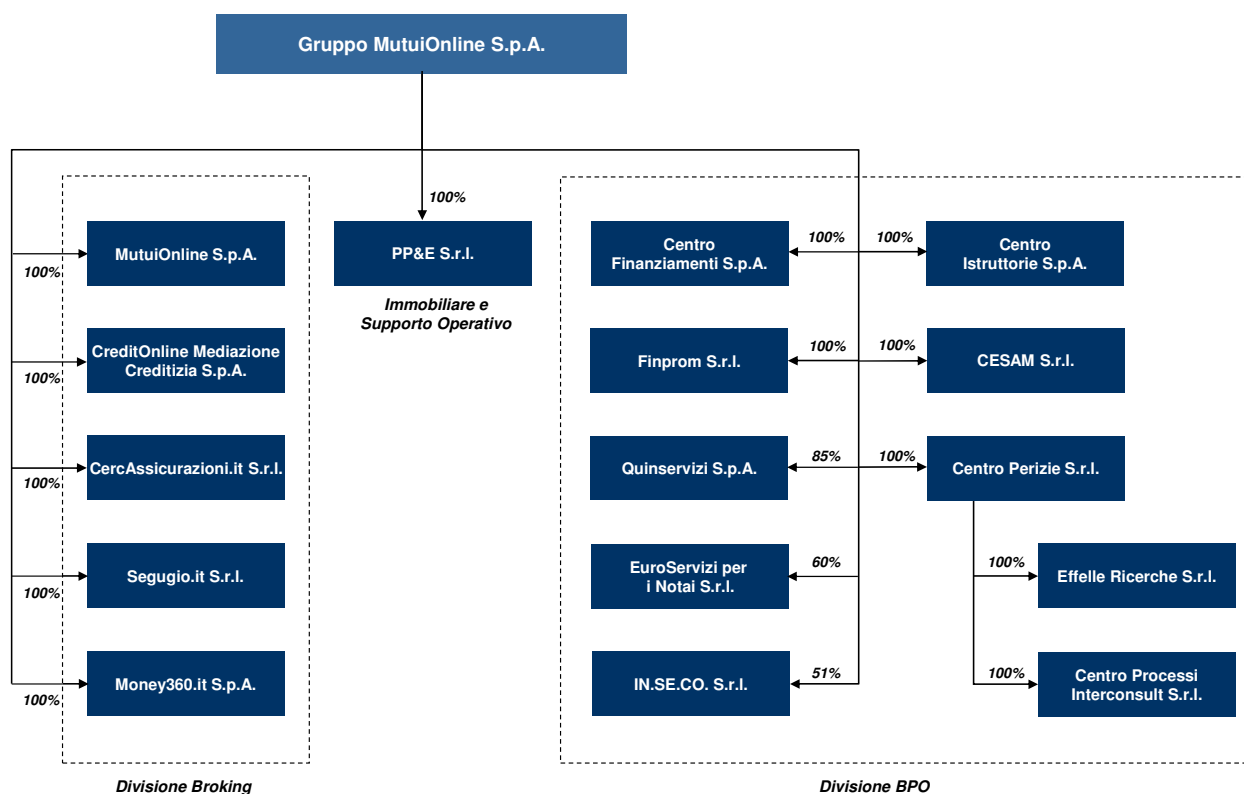 Gruppo MutuiOnline S.p.A.
100%
MutuiOnline S.p.A.
100%
CreditOnline Mediazione
Creditizia S.p.A.
100%
CercAssicurazioni.it S.r.l.
100%
Segugio.it S.r.l.
100%
Money360.it S.p.A.
100%
Divisione Broking
PP&E S.r.l.
Immobiliare e
Supporto Operativo
Centro
Finanziamenti S.p.A.
100%
100%
Centro
Istruttorie S.p.A.
Finprom S.r.l.
100%
100%
CESAM S.r.l.
Quinservizi S.p.A.
85%
100%
Centro Perizie S.r.l.
EuroServizi per
i Notai S.r.l.
60%
100%
Effelle Ricerche S.r.l.
IN.SE.CO. S.r.l.
51%
100%
Centro Processi
Interconsult S.r.l.
Divisione BPO